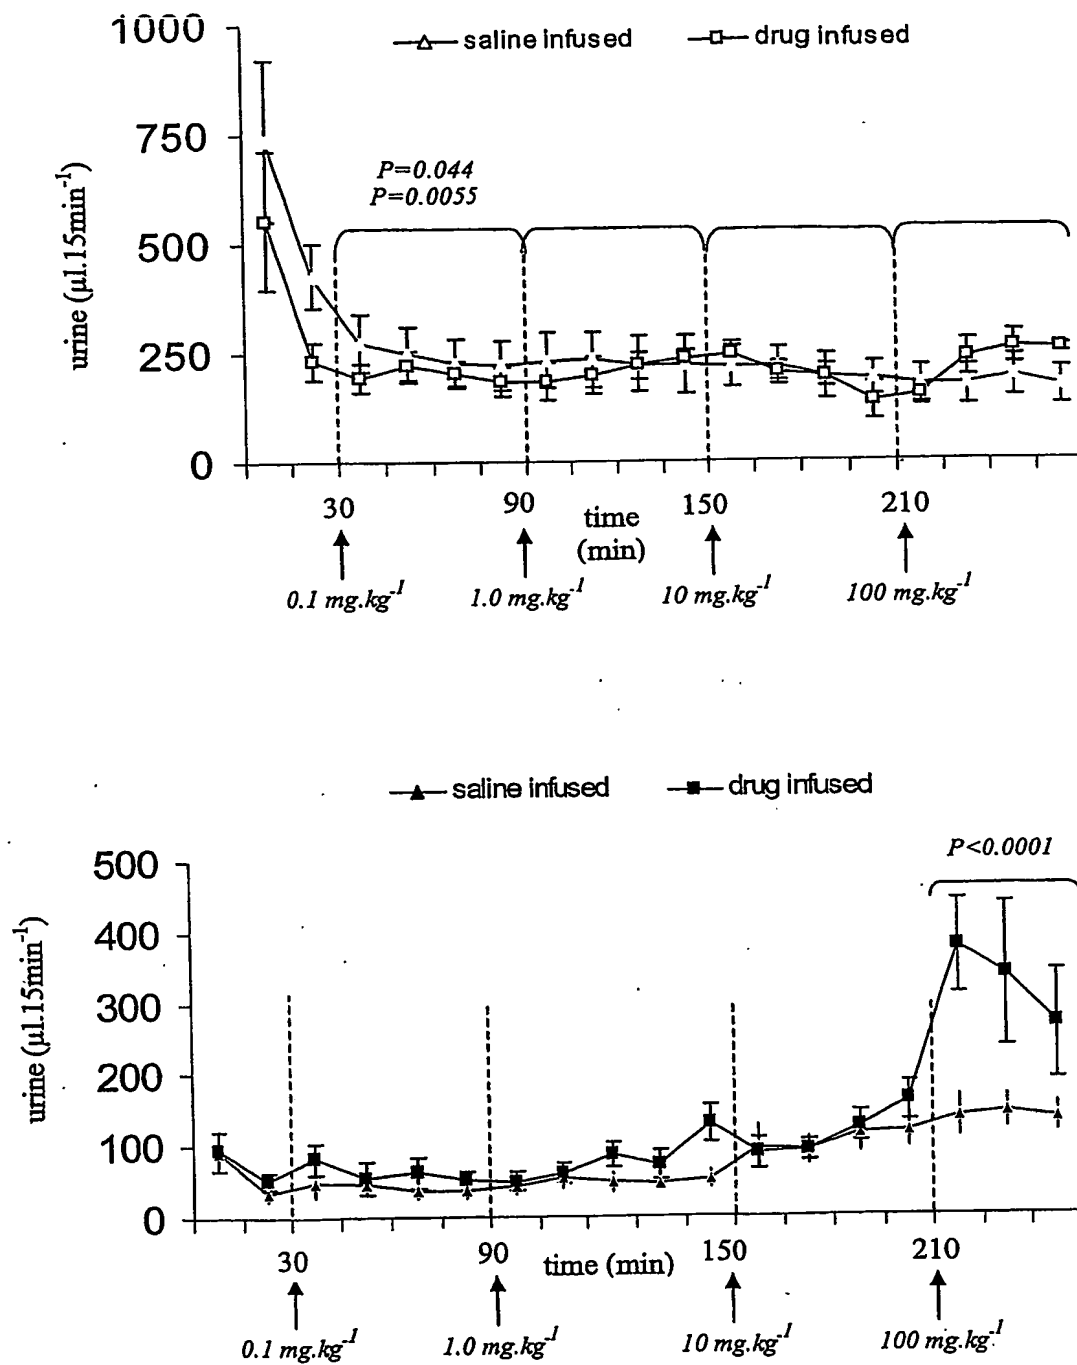 1000
saline infused drug infused
750
P=0.044
P=0.0055
urine (µl.15min⁻¹)
500
250
0
30 90 150 210
time
(min)
0.1 mg.kg⁻¹ 1.0 mg.kg⁻¹ 10 mg.kg⁻¹ 100 mg.kg⁻¹
saline infused drug infused
P<0.0001
500
400
urine (µl.15min⁻¹)
300
200
100
0
30 90 time (min) 150 210
0.1 mg.kg⁻¹ 1.0 mg.kg⁻¹ 10 mg.kg⁻¹ 100 mg.kg⁻¹